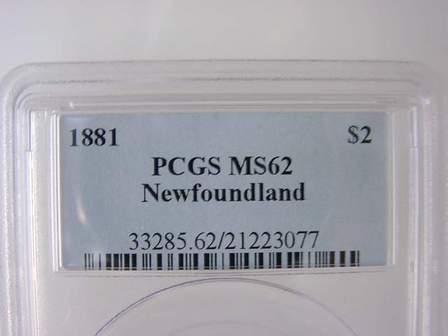 1881 $2
PCGS MS62
Newfoundland
33285.62/21223077